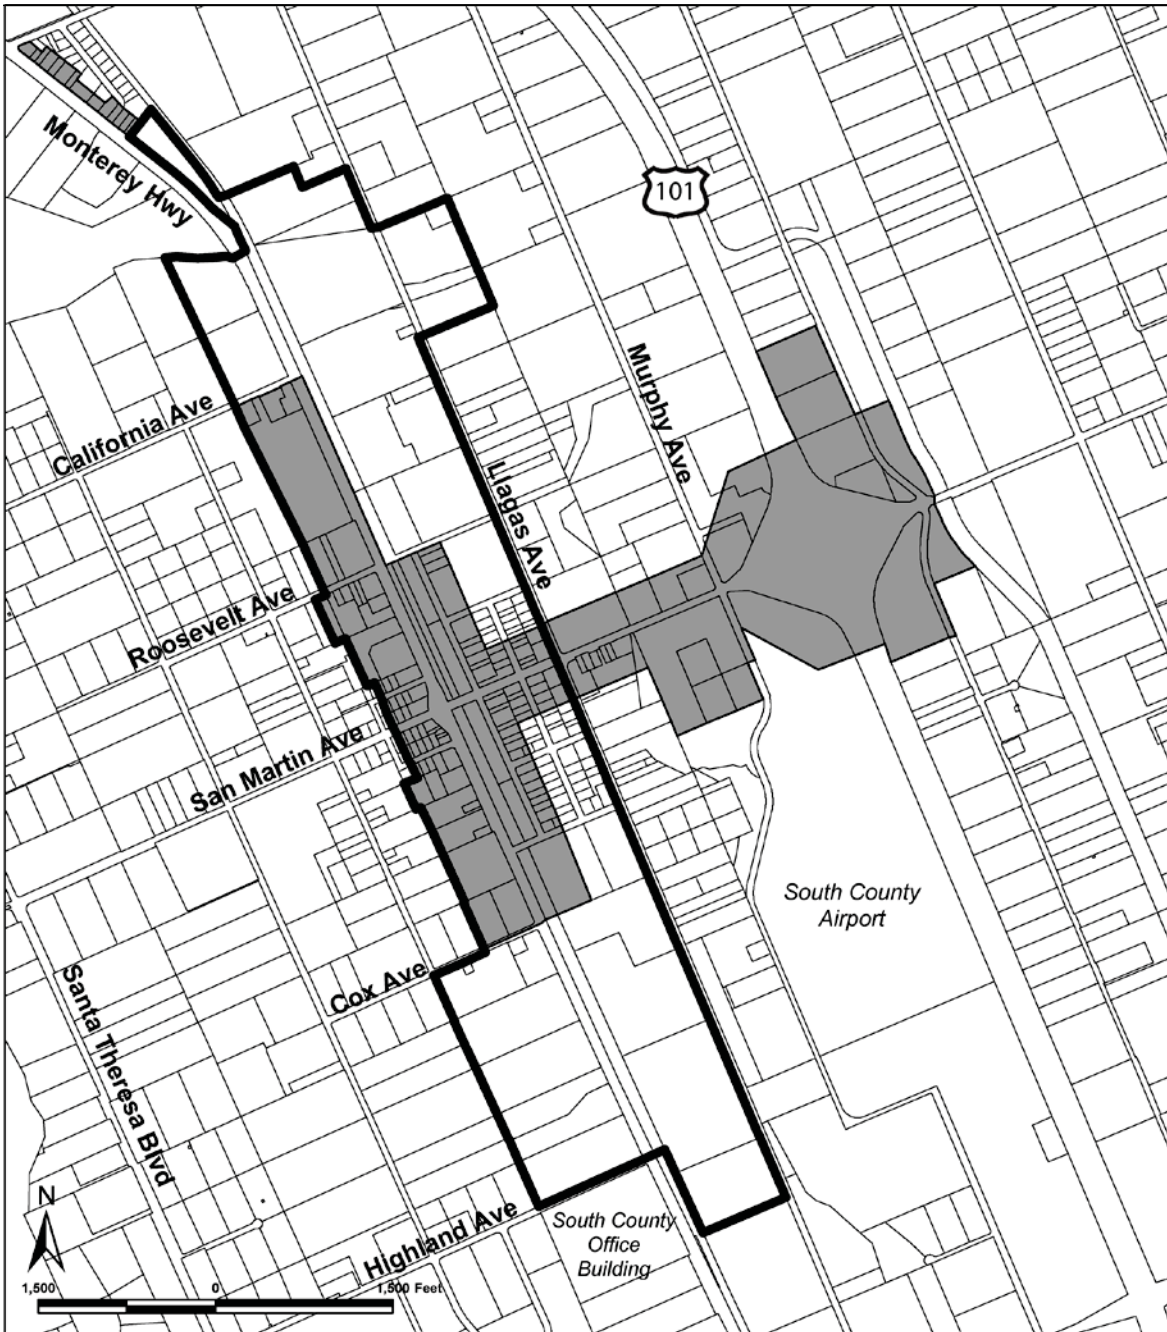 Monterey Hwy
101
California Ave
Murphy Ave
Llagas Ave
Roosevelt Ave
San Martin Ave
South County
Airport
Cox Ave
Santa Theresa Blvd
N
Highland Ave
South County
Office
Building
1,500 0 1,500 Feet